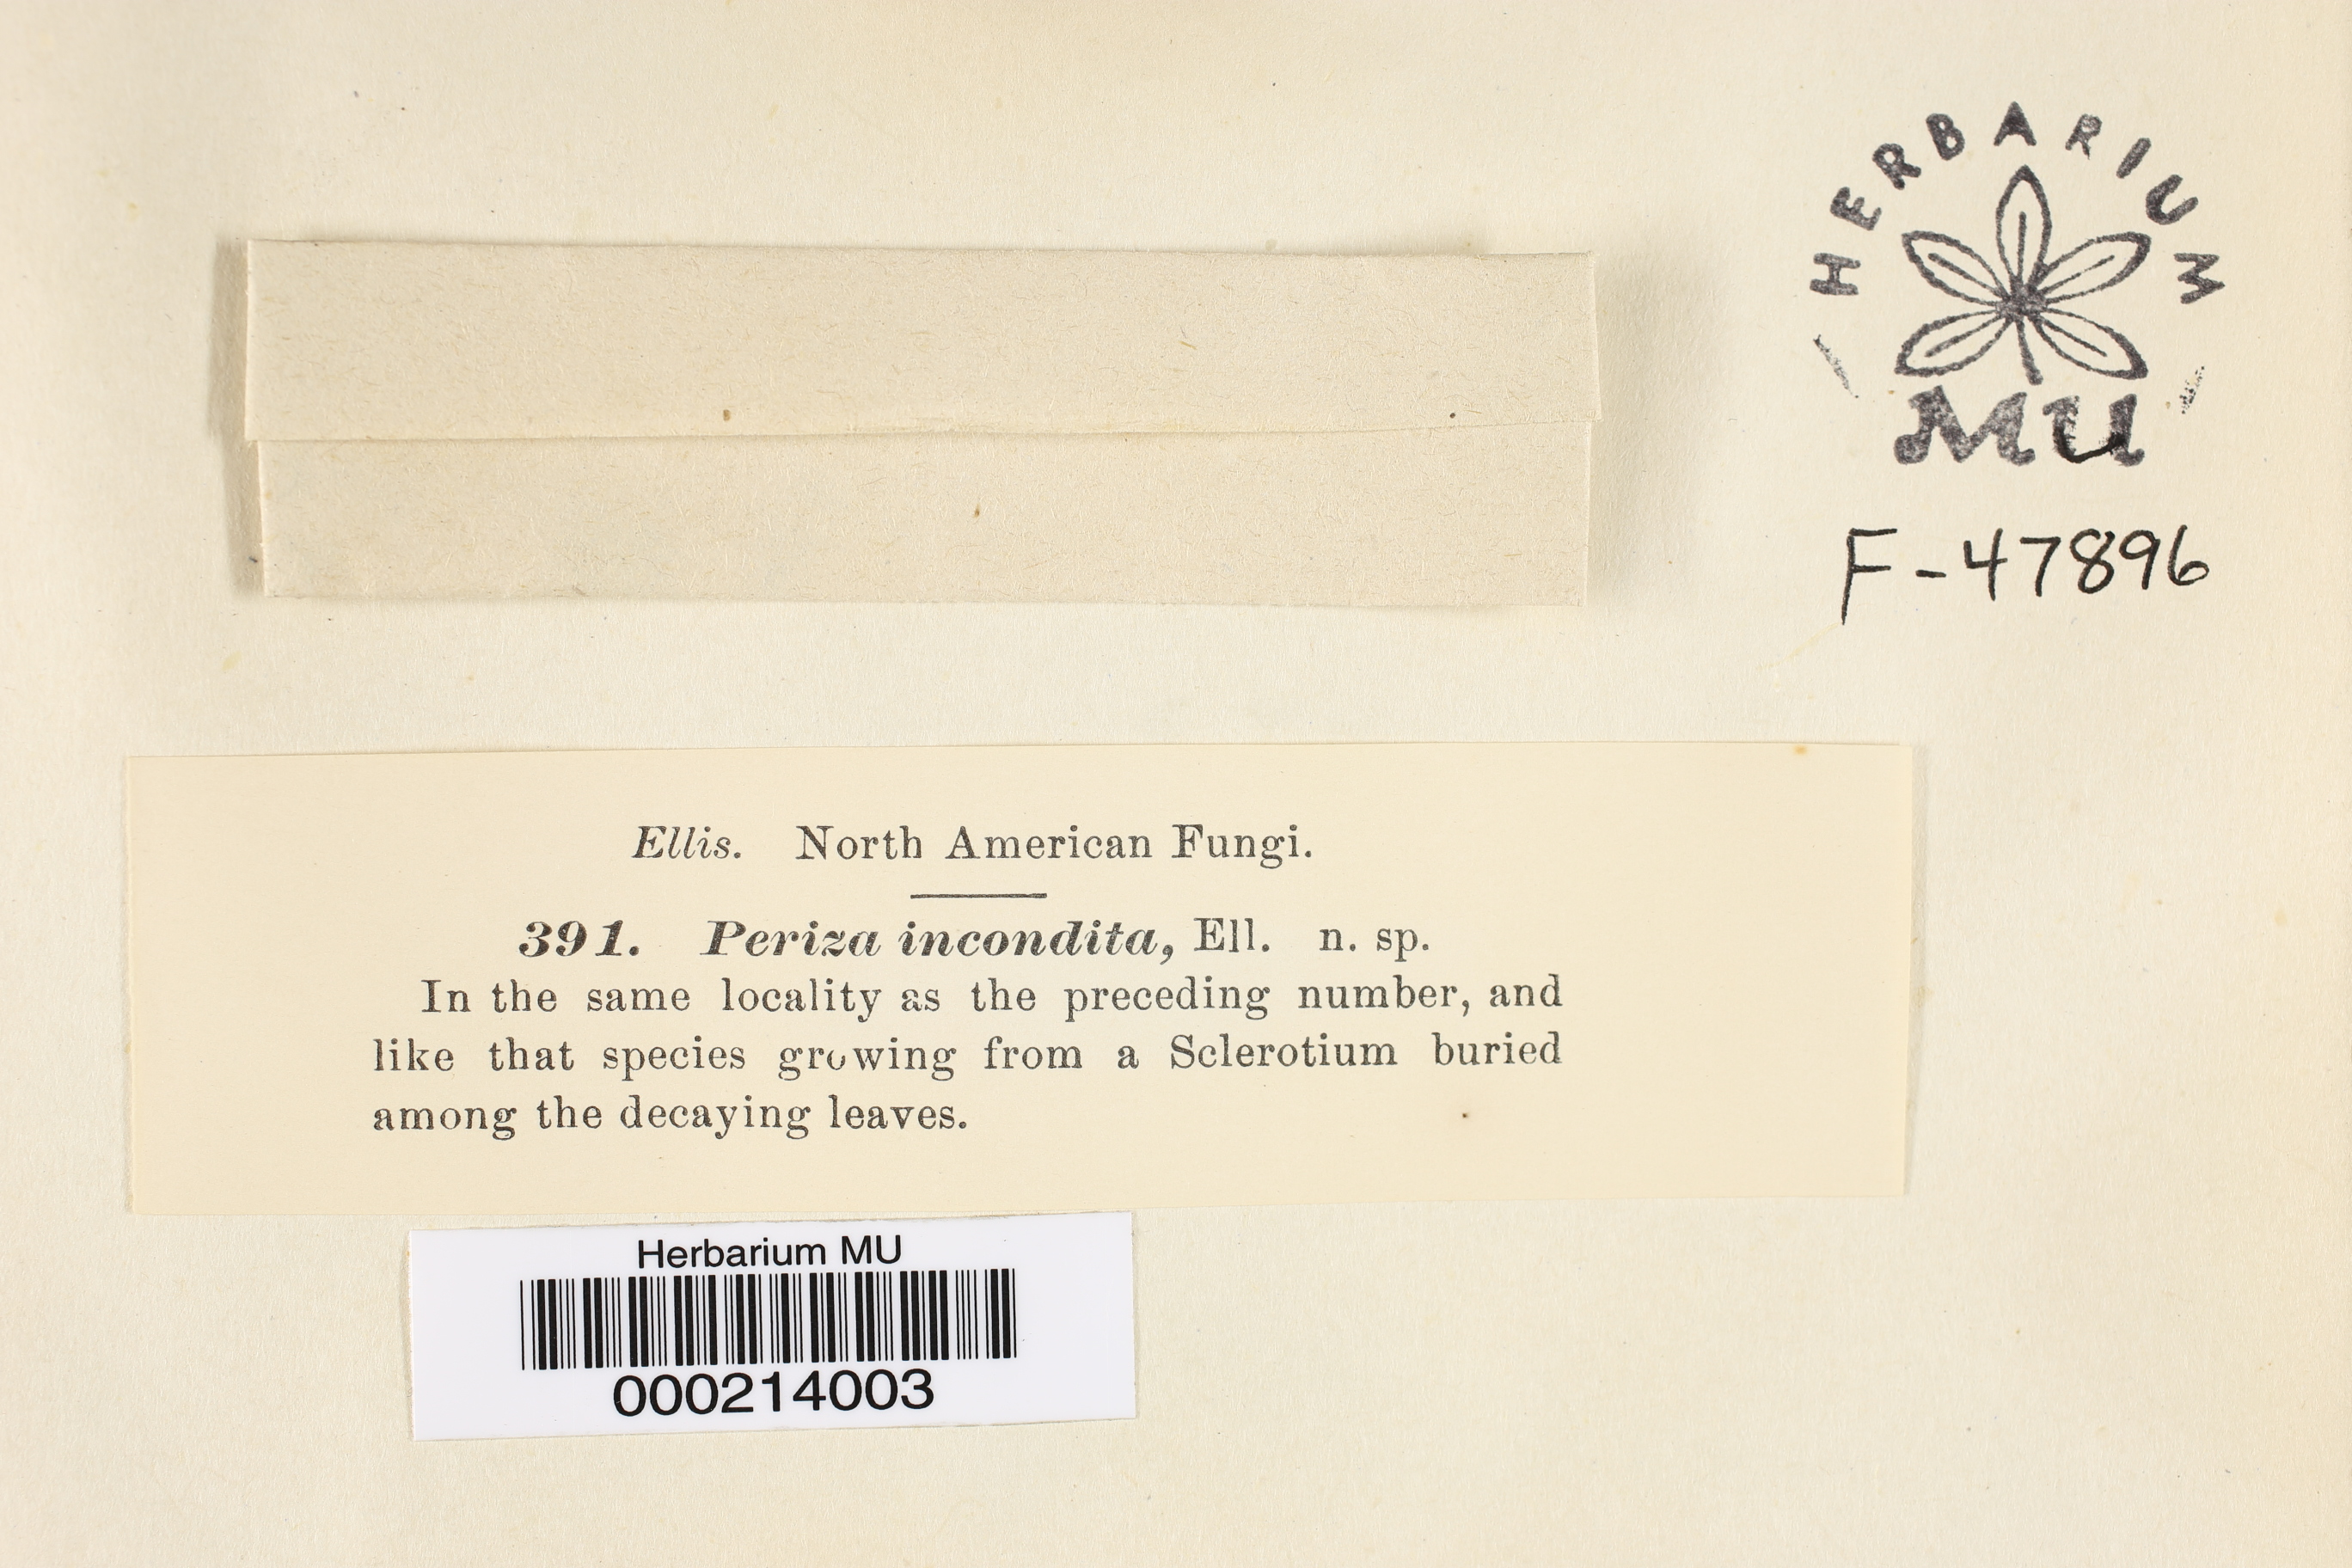 HERBARIUM
MU
F-47896
Ellis. North American Fungi.
391. Periza incondita, Ell. n. sp.
In the same locality as the preceding number, and
like that species growing from a Sclerotium buried
among the decaying leaves.
Herbarium MU
000214003